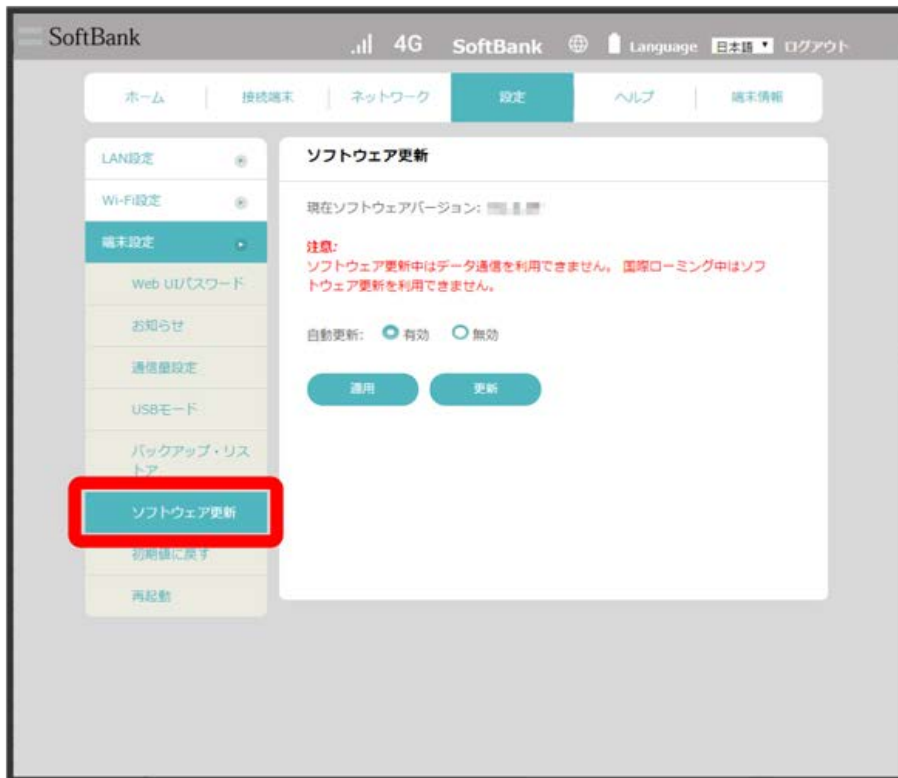 SoftBank
4G SoftBank Language 日本語 ログアウト
ホーム 接続端末 ネットワーク 設定 ヘルプ 端末情報
LAN設定
Wi-Fi設定
端末設定
Web UIパスワード
お知らせ
通信量設定
USBモード
バックアップ・リス
トア
ソフトウェア更新
初期値に戻す
再起動
ソフトウェア更新
現在ソフトウェアバージョン:
注意:
ソフトウェア更新中はデータ通信を利用できません。 国際ローミング中はソフ
トウェア更新を利用できません。
自動更新: 有効 無効
適用 更新